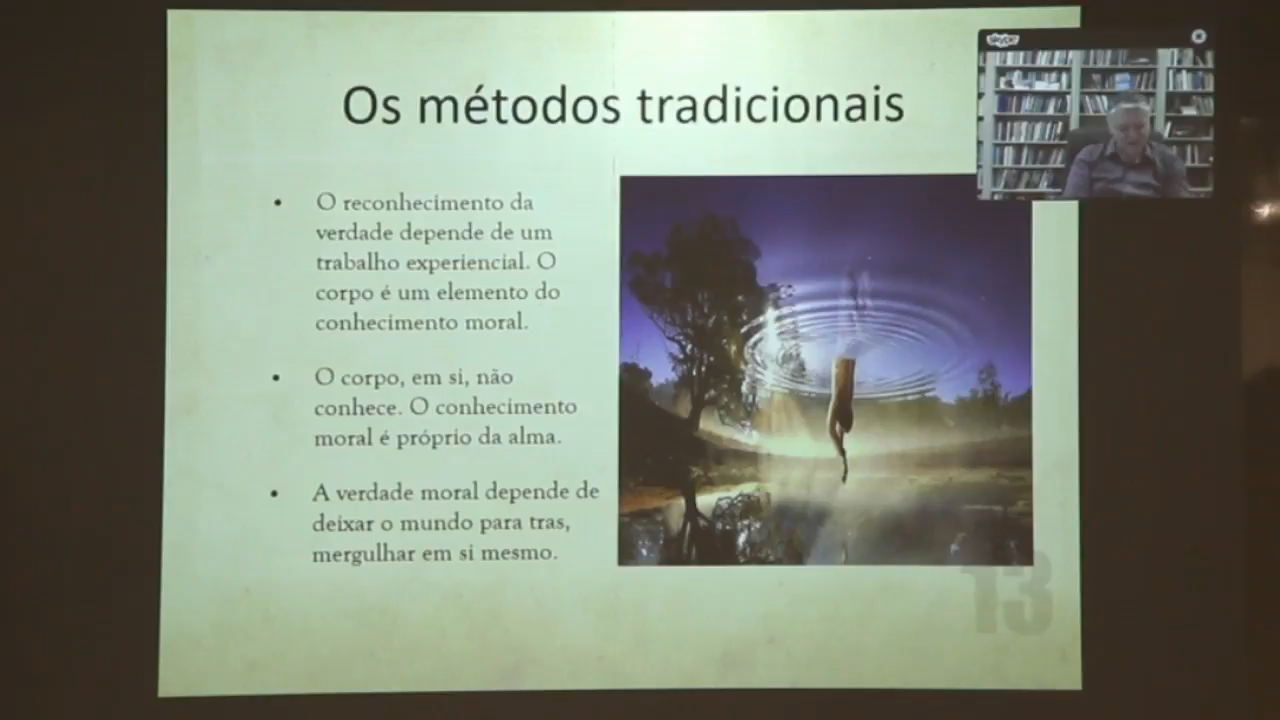 Os métodos tradicionais
skype
• O reconhecimento da
verdade depende de um
trabalho experiencial. O
corpo é um elemento do
conhecimento moral.
• O corpo, em si, não
conhece. O conhecimento
moral é próprio da alma.
• A verdade moral depende de
deixar o mundo para tras,
mergulhar em si mesmo.
13